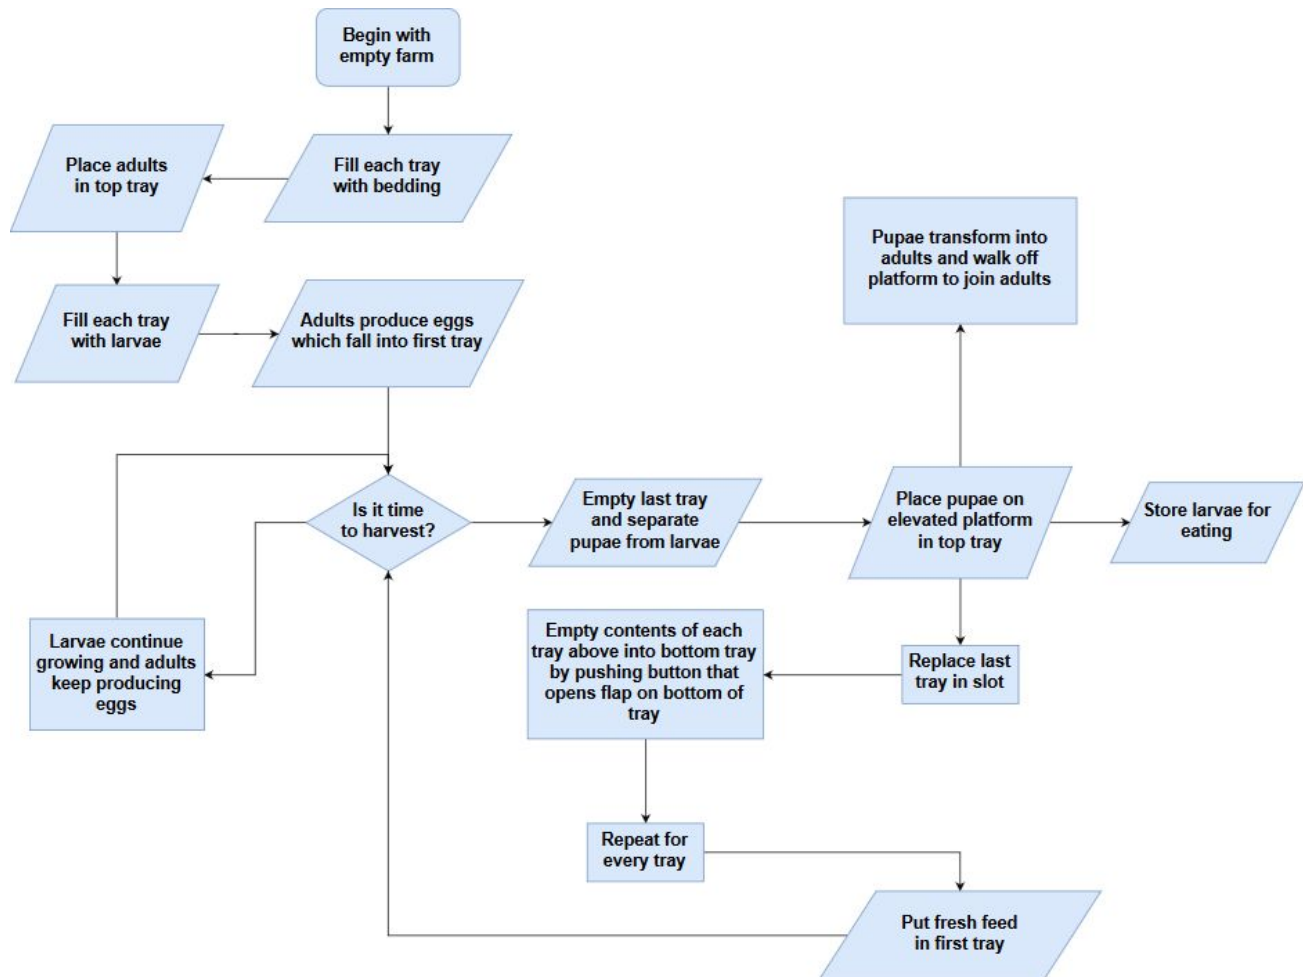 Begin with
empty farm
Fill each tray
with bedding
Place adults
in top tray
Fill each tray
with larvae
Adults produce eggs
which fall into first tray
Is it time
to harvest?
Larvae continue
growing and adults
keep producing
eggs
Empty last tray
and separate
pupae from larvae
Place pupae on
elevated platform
in top tray
Pupae transform into
adults and walk off
platform to join adults
Store larvae for
eating
Replace last
tray in slot
Empty contents of each
tray above into bottom tray
by pushing button that
opens flap on bottom of
tray
Repeat for
every tray
Put fresh feed
in first tray